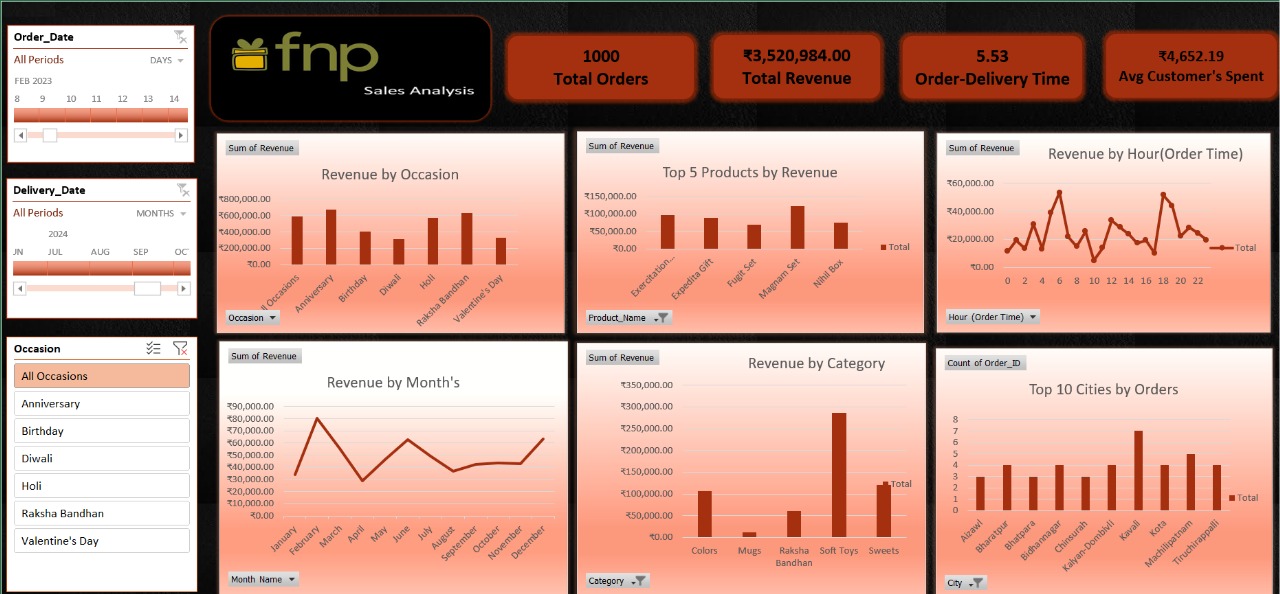 Order_Date
All Periods
DAYS
FEB 2023
8 9 10 11 12 13 14
Delivery_Date
All Periods
MONTHS
2024
JN JUL AUG SEP OC
Occasion
All Occasions
Anniversary
Birthday
Diwali
Holi
Raksha Bandhan
Valentine's Day
fnp
Sales Analysis
1000
Total Orders
₹3,520,984.00
Total Revenue
5.53
Order-Delivery Time
₹4,652.19
Avg Customer's Spent
Sum of Revenue
Revenue by Occasion
₹800,000.00
₹600,000.00
₹400,000.00
₹200,000.00
₹0.00
ll Occasions
Anniversary
Birthday
Diwali
Holi
Raksha Bandhan
Valentine's Day
Occasion
Sum of Revenue
Top 5 Products by Revenue
₹150,000.00
₹100,000.00
₹50,000.00
₹0.00
Exercitation...
Expedita Gift
Fugit Set
Magnam Set
Nihil Box
Total
Product_Name
Sum of Revenue
Revenue by Hour(Order Time)
₹60,000.00
₹40,000.00
₹20,000.00
₹0.00
0 2 4 6 8 10 12 14 16 18 20 22
Total
Hour (Order Time)
Sum of Revenue
Revenue by Month's
₹90,000.00
₹80,000.00
₹70,000.00
₹60,000.00
₹50,000.00
₹40,000.00
₹30,000.00
₹20,000.00
₹10,000.00
₹0.00
January
February
March
April
May
June
July
August
September
October
November
December
Month Name
Sum of Revenue
Revenue by Category
₹350,000.00
₹300,000.00
₹250,000.00
₹200,000.00
₹150,000.00
₹100,000.00
₹50,000.00
₹0.00
Colors
Mugs
Raksha
Bandhan
Soft Toys
Sweets
Total
Category
Count of Order_ID
Top 10 Cities by Orders
8
7
6
5
4
3
2
1
0
Aizawl
Bharatpur
Bhatpara
Bidhannagar
Chinsurah
Kalyan-Dombivli
Kavali
Kota
Machilipatnam
Tiruchirappalli
Total
City